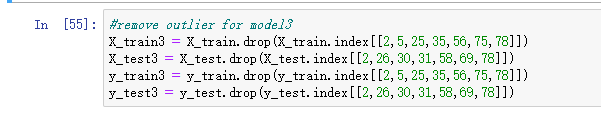 In [55]: #remove outlier for model3
X_train3 = X_train.drop(X_train.index[[2,5,25,35,56,75,78]])
X_test3 = X_test.drop(X_test.index[[2,26,30,31,58,69,78]])
y_train3 = y_train.drop(y_train.index[[2,5,25,35,56,75,78]])
y_test3 = y_test.drop(y_test.index[[2,26,30,31,58,69,78]])